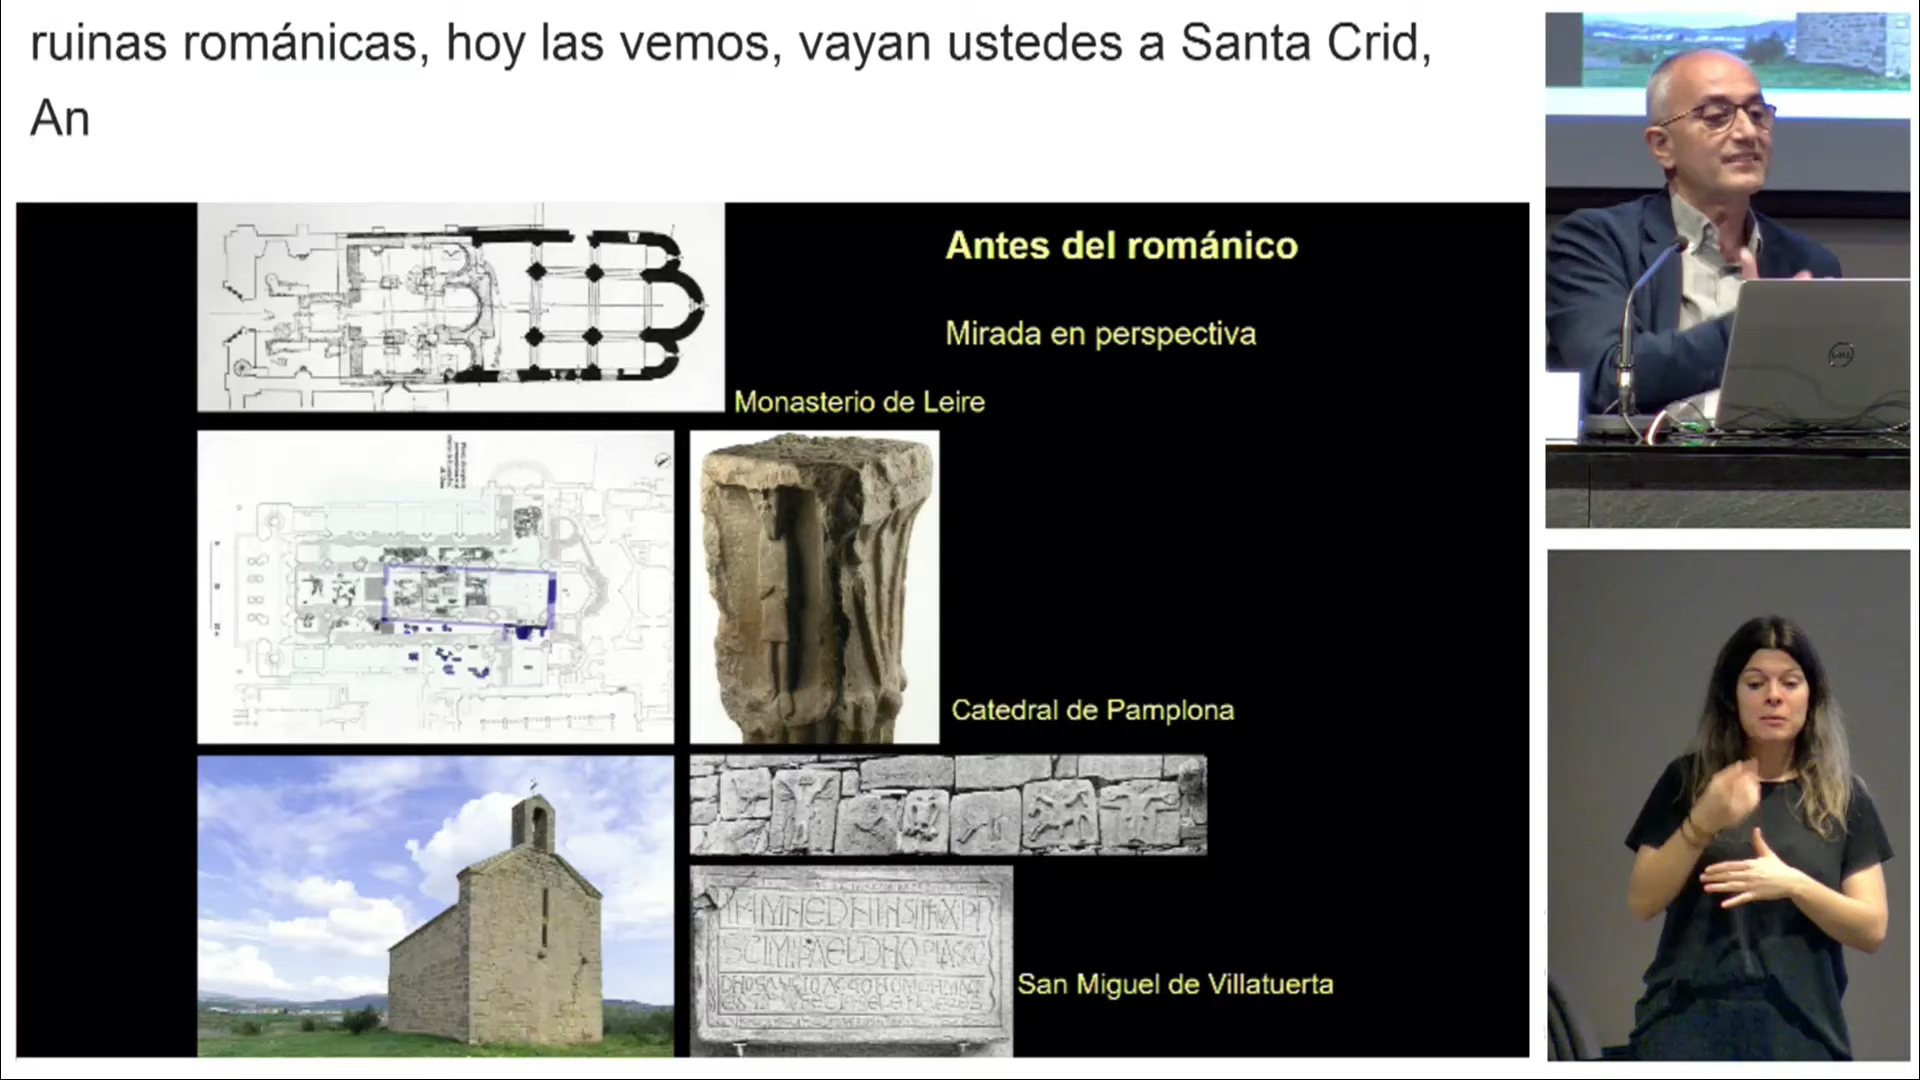 ruinas románicas, hoy las vemos, vayan ustedes a Santa Crid,
An
Antes del románico
Mirada en perspectiva
Monasterio de Leire
Catedral de Pamplona
San Miguel de Villatuerta
DELL